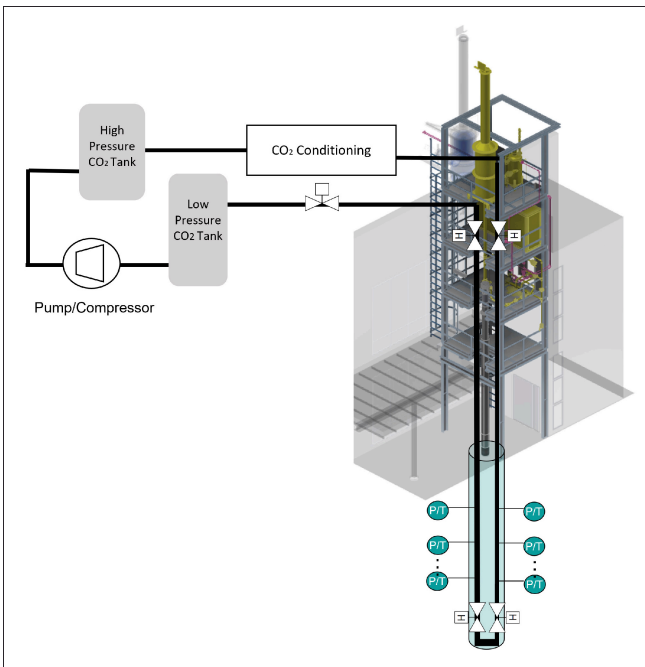 High
Pressure
CO₂ Tank
CO₂ Conditioning
Low
Pressure
CO₂ Tank
Pump/Compressor
H
H
P/T
P/T
P/T
P/T
P/T
P/T
H
H